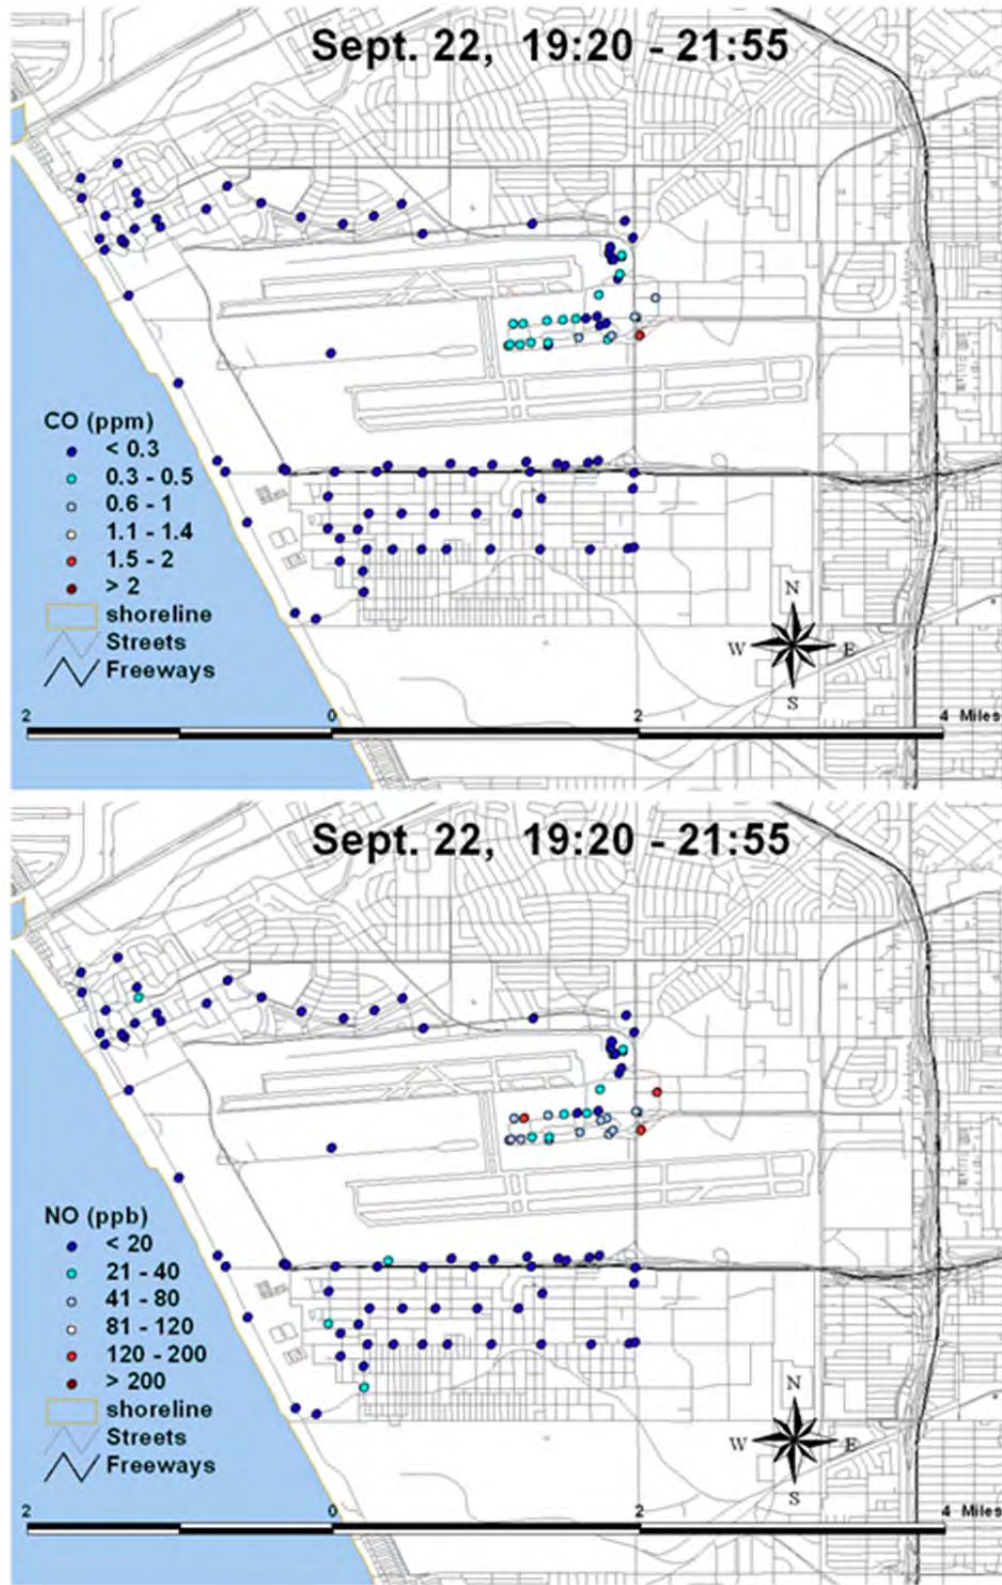 Sept. 22, 19:20 - 21:55
CO (ppm)
< 0.3
0.3 - 0.5
0.6 - 1
1.1 - 1.4
1.5 - 2
> 2
shoreline
Streets
Freeways
N
W E
S
2 0 2 4 Miles
Sept. 22, 19:20 - 21:55
NO (ppb)
< 20
21 - 40
41 - 80
81 - 120
120 - 200
> 200
shoreline
Streets
Freeways
N
W E
S
2 0 2 4 Miles